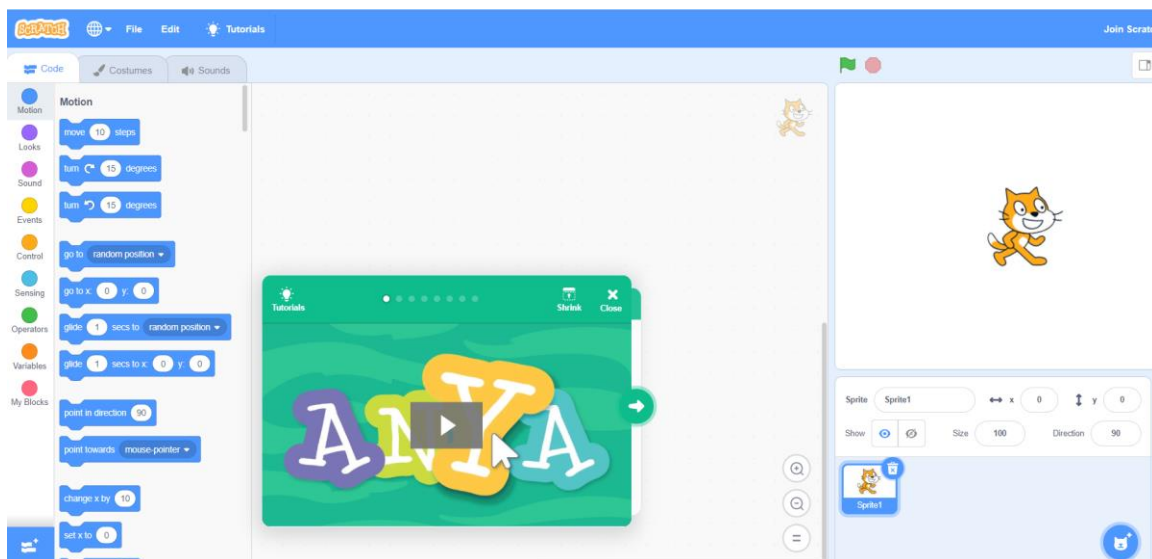 SCRATCH File Edit Tutorials Join Scrat
Code Costumes Sounds
Motion
Looks
Sound
Events
Control
Sensing
Operators
Variables
My Blocks
Motion
move 10 steps
turn 15 degrees
turn 15 degrees
go to random position
go to x: 0 y: 0
glide 1 secs to random position
glide 1 secs to x: 0 y: 0
point in direction 90
point towards mouse-pointer
change x by 10
set x to 0
Tutorials Shrink Close
ANYA
Sprite Sprite1 x 0 y 0
Show Size 100 Direction 90
Sprite1